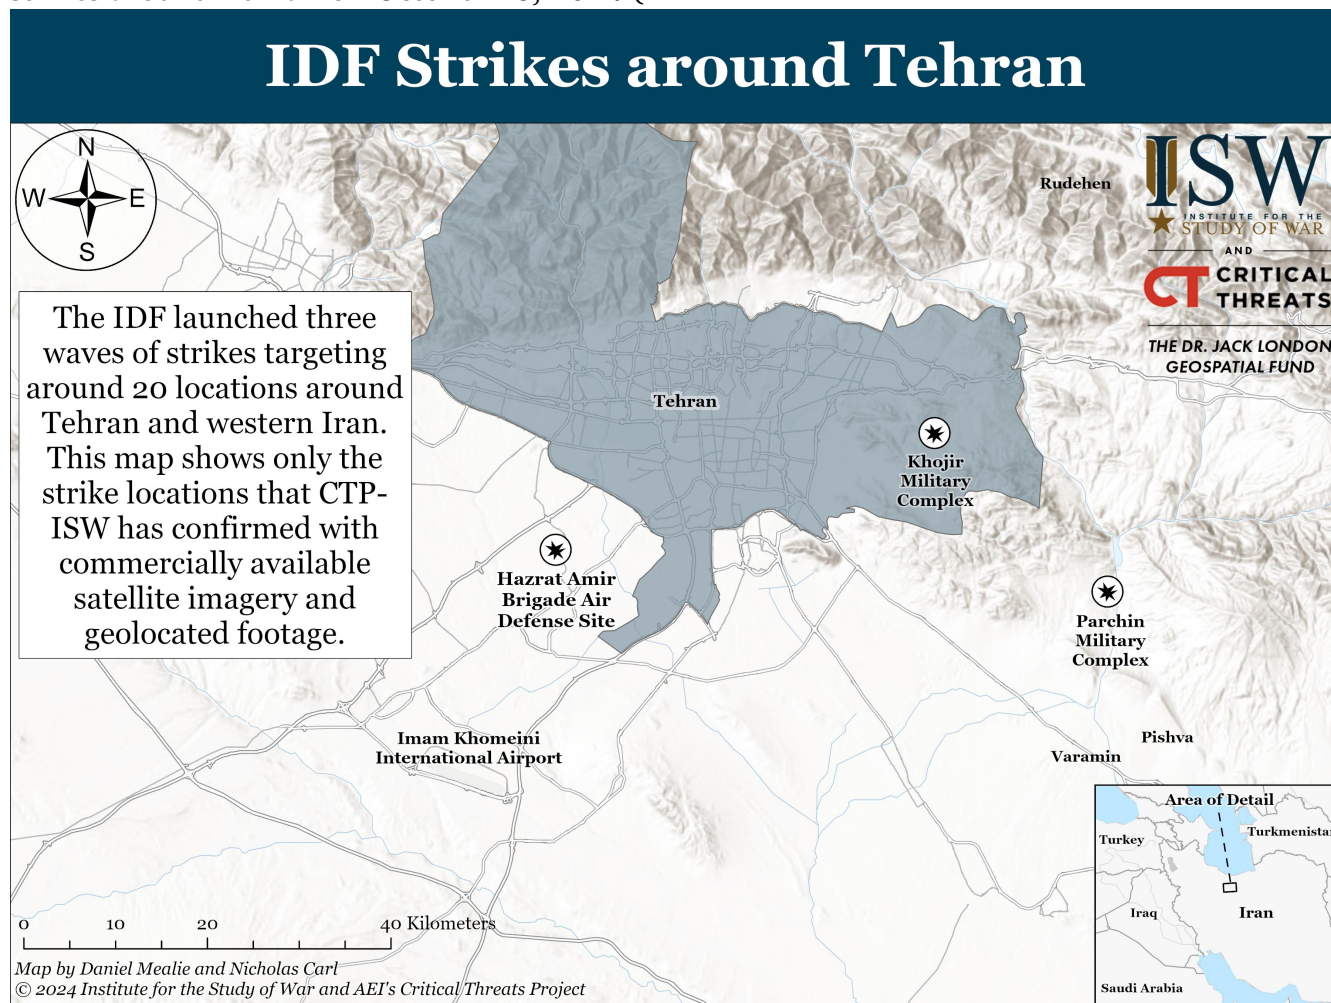 IDF Strikes around Tehran
N
W
E
S
Rudehen
ISW
INSTITUTE FOR THE
STUDY OF WAR
AND
CT CRITICAL
THREATS
THE DR. JACK LONDON
GEOSPATIAL FUND
The IDF launched three
waves of strikes targeting
around 20 locations around
Tehran and western Iran.
This map shows only the
strike locations that CTP-
ISW has confirmed with
commercially available
satellite imagery and
geolocated footage.
Tehran
Khojir
Military
Complex
Hazrat Amir
Brigade Air
Defense Site
Parchin
Military
Complex
Imam Khomeini
International Airport
Pishva
Varamin
Area of Detail
Turkey
Turkmenista
Iraq
Iran
Saudi Arabia
0 10 20 40 Kilometers
Map by Daniel Mealie and Nicholas Carl
© 2024 Institute for the Study of War and AEI's Critical Threats Project